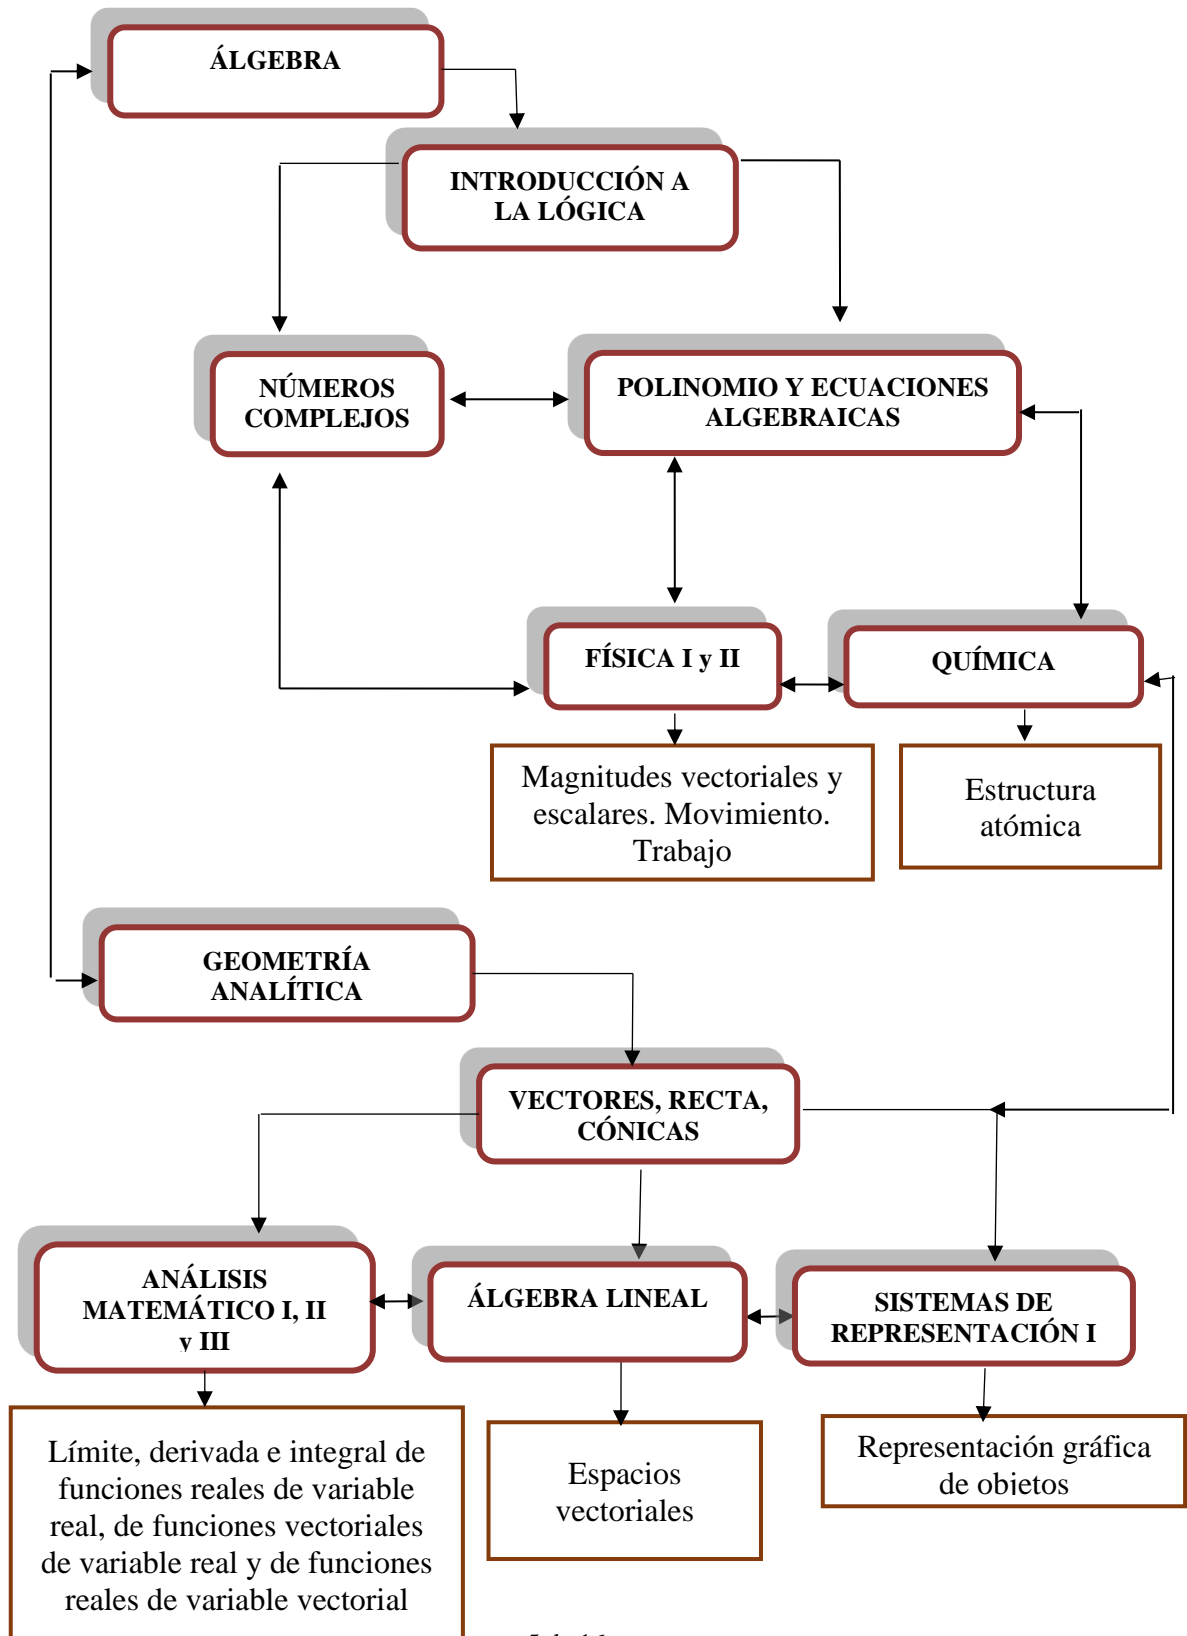 ÁLGEBRA
INTRODUCCIÓN A
LA LÓGICA
NÚMEROS
COMPLEJOS
POLINOMIO Y ECUACIONES
ALGEBRAICAS
FÍSICA I y II
QUÍMICA
Magnitudes vectoriales y
escalares. Movimiento.
Trabajo
Estructura
atómica
GEOMETRÍA
ANALÍTICA
VECTORES, RECTA,
CÓNICAS
ANÁLISIS
MATEMÁTICO I, II
y III
ÁLGEBRA LINEAL
SISTEMAS DE
REPRESENTACIÓN I
Límite, derivada e integral de
funciones reales de variable
real, de funciones vectoriales
de variable real y de funciones
reales de variable vectorial
Espacios
vectoriales
Representación gráfica
de objetos